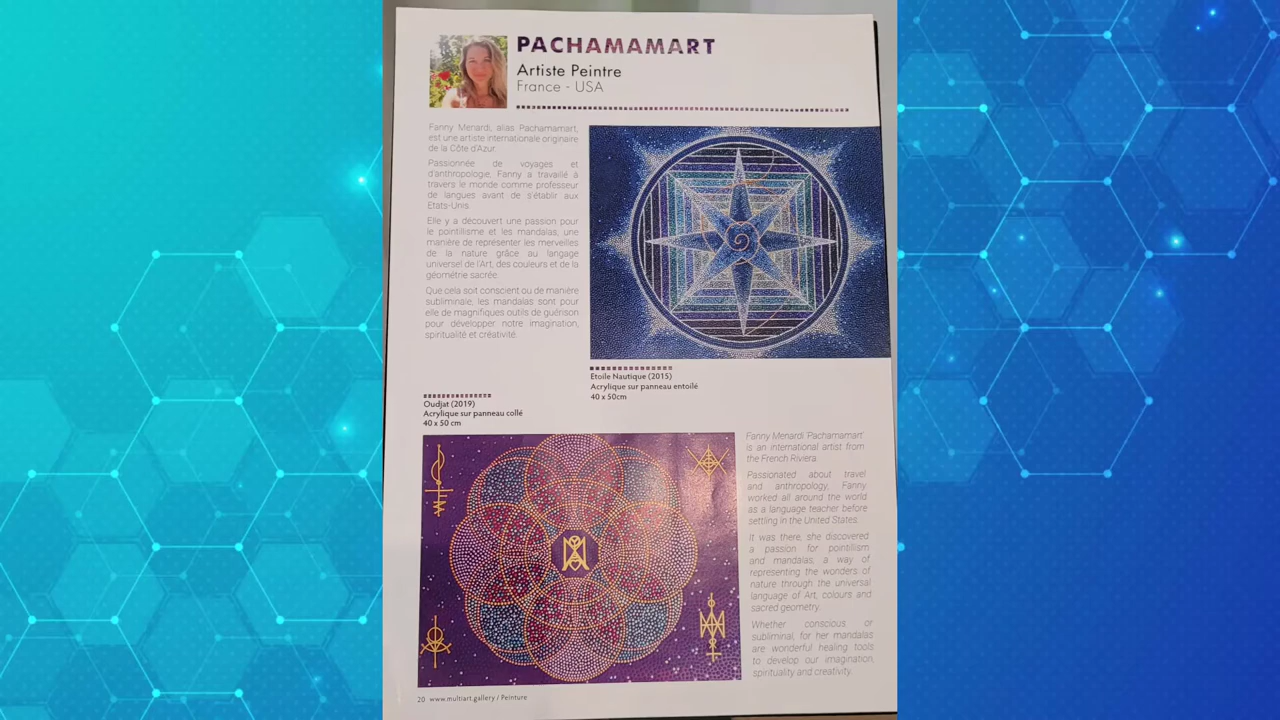 PACHAMAMART
Artiste Peintre
France - USA
Fanny Menardi, alias Pachamamart,
est une artiste internationale originaire
de la Côte d'Azur.
Passionnée de voyages et
d'anthropologie, Fanny a travaillé à
travers le monde comme professeur
de langues avant de s'établir aux
Etats-Unis.
Elle y a découvert une passion pour
le pointillisme et les mandalas, une
manière de représenter les merveilles
de la nature grâce au langage
universel de l'Art, des couleurs et de la
géométrie sacrée.
Que cela soit conscient ou de manière
subliminale, les mandalas sont pour
elle de magnifiques outils de guérison
pour développer notre imagination,
spiritualité et créativité.
Etoile Nautique (2015)
Acrylique sur panneau entoilé
40 x 50cm
Oudjat (2019)
Acrylique sur panneau collé
40 x 50 cm
Fanny Menardi 'Pachamamart'
is an international artist from
the French Riviera.
Passionated about travel
and anthropology, Fanny
worked all around the world
as a language teacher before
settling in the United States.
It was there, she discovered
a passion for pointillism
and mandalas, a way of
representing the wonders of
nature through the universal
language of Art, colours and
sacred geometry.
Whether conscious or
subliminal, for her mandalas
are wonderful healing tools
to develop our imagination,
spirituality and creativity.
20 www.multiart.gallery / Peinture